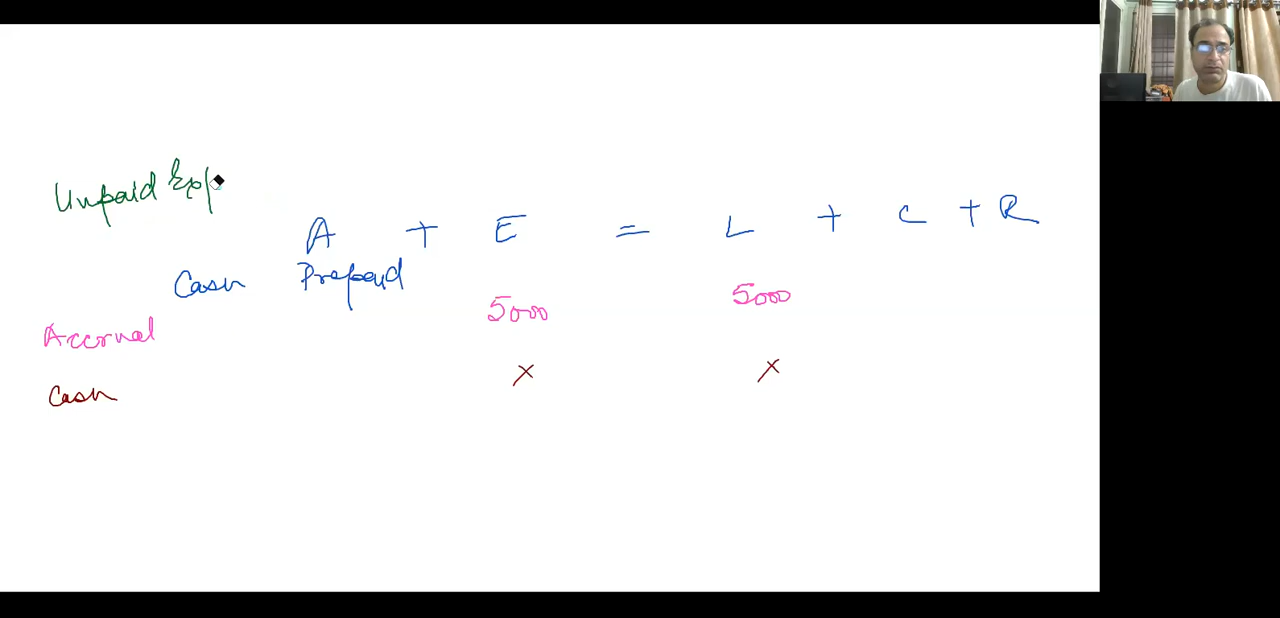 Unpaid Exp
A + E = L + C + R
Cash Prepaid
Accrual 5000 5000
Cash X X